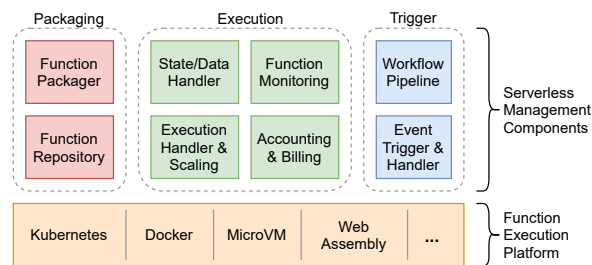 Packaging
Execution
Trigger
Function
Packager
State/Data
Handler
Function
Monitoring
Workflow
Pipeline
Function
Repository
Execution
Handler &
Scaling
Accounting
& Billing
Event
Trigger &
Handler
Serverless
Management
Components
Kubernetes
Docker
MicroVM
Web
Assembly
...
Function
Execution
Platform